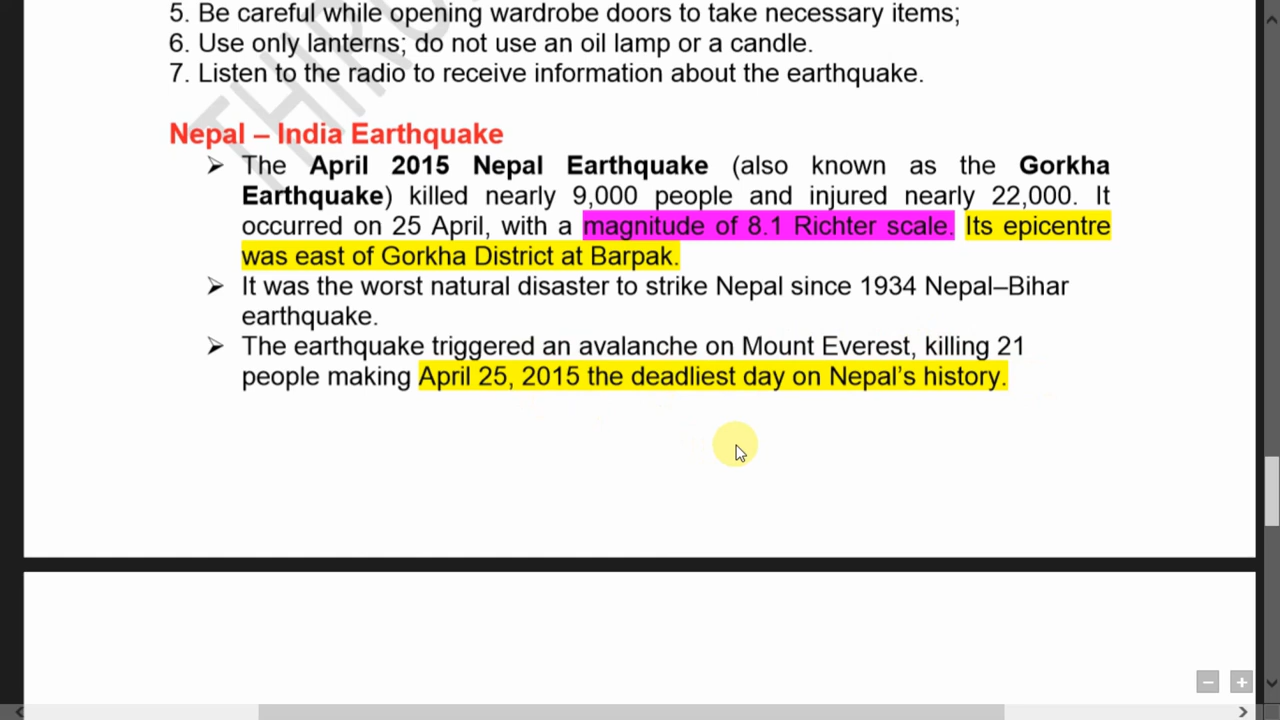 5. Be careful while opening wardrobe doors to take necessary items;
6. Use only lanterns; do not use an oil lamp or a candle.
7. Listen to the radio to receive information about the earthquake.
Nepal – India Earthquake
➢ The April 2015 Nepal Earthquake (also known as the Gorkha
Earthquake) killed nearly 9,000 people and injured nearly 22,000. It
occurred on 25 April, with a magnitude of 8.1 Richter scale. Its epicentre
was east of Gorkha District at Barpak.
➢ It was the worst natural disaster to strike Nepal since 1934 Nepal–Bihar
earthquake.
➢ The earthquake triggered an avalanche on Mount Everest, killing 21
people making April 25, 2015 the deadliest day on Nepal's history.